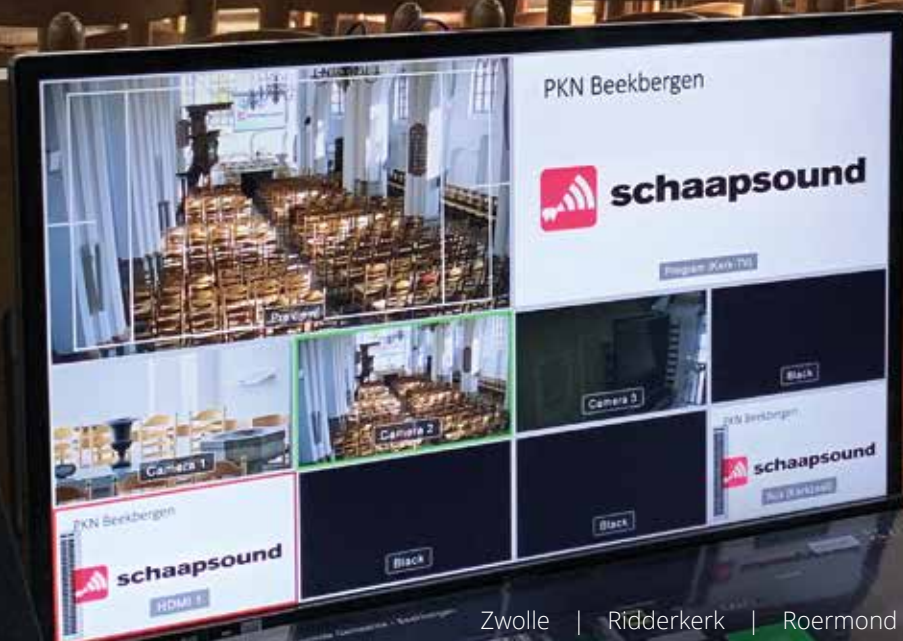 PKN Beekbergen
schaapsound
Program (Kerk-TV)
Preview
Camera 1
Camera 2
Camera 3
Black
PKN Beekbergen
schaapsound
HDMI 1
Black
Black
PKN Beekbergen
schaapsound
Aux (Kerkzaal)
Zwolle | Ridderkerk | Roermond